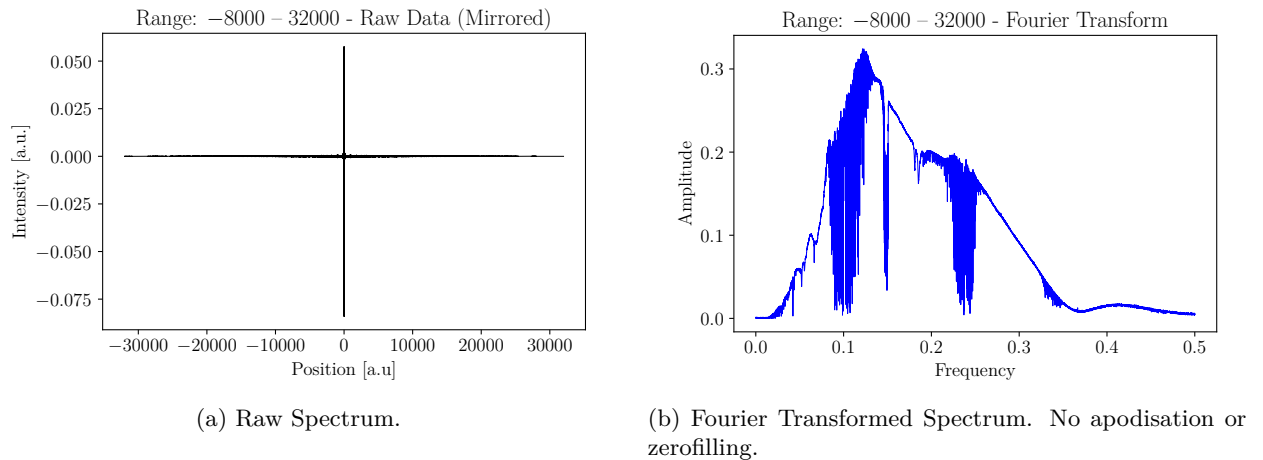 Range: −8000 – 32000 - Raw Data (Mirrored)
0.050
0.025
0.000
−0.025
−0.050
−0.075
Intensity [a.u.]
−30000 −20000 −10000 0 10000 20000 30000
Position [a.u]
(a) Raw Spectrum.
Range: −8000 – 32000 - Fourier Transform
0.3
0.2
0.1
0.0
Amplitude
0.0 0.1 0.2 0.3 0.4 0.5
Frequency
(b) Fourier Transformed Spectrum. No apodisation or
zerofilling.